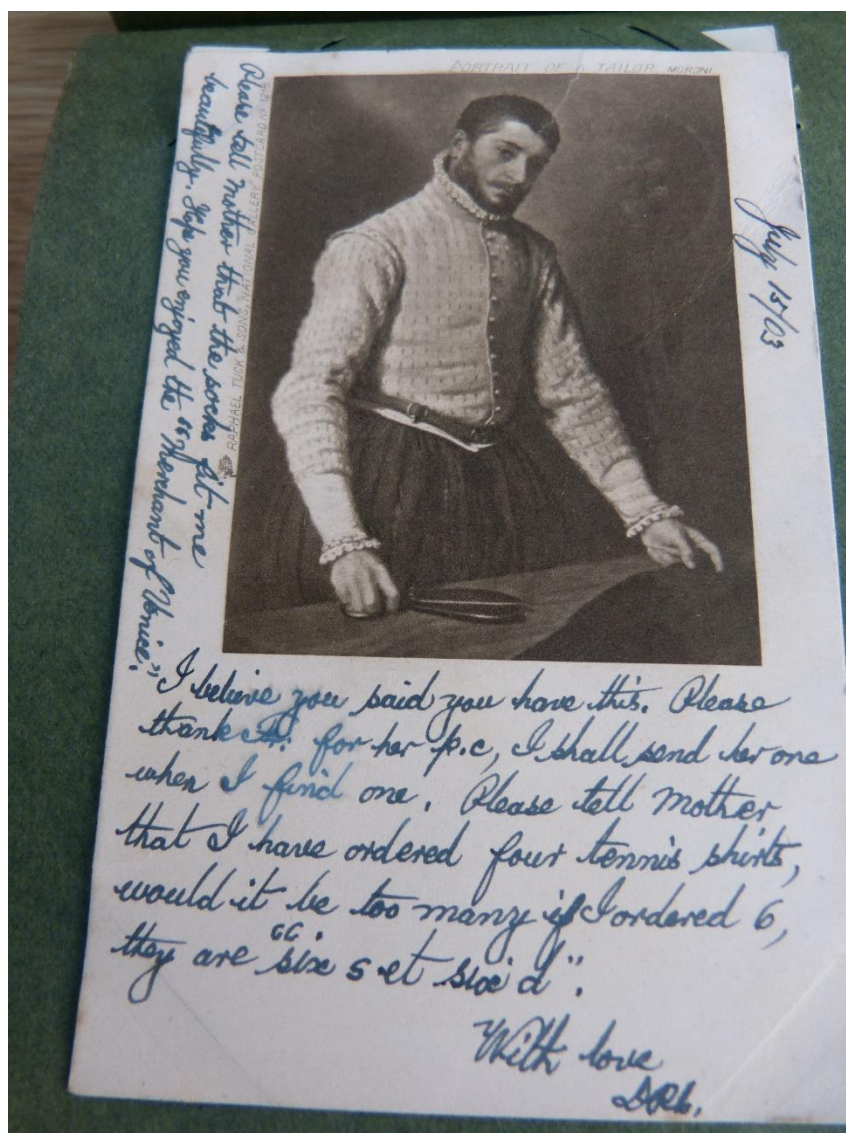 PORTRAIT OF A TAILOR MORONI
RAPHAEL TUCK & SONS, NATIONAL GALLERY POSTCARD Nº 1218
July 15/03
I believe you said you have this. Please
thank for her p.c, I shall send her one
when I find one. Please tell Mother
that I have ordered four tennis shirts,
would it be too many if I ordered 6,
they are "six s et six d".
With love
Please tell Mother that the socks fit me
beautifully. Hope you enjoyed the "Merchant of Venice".